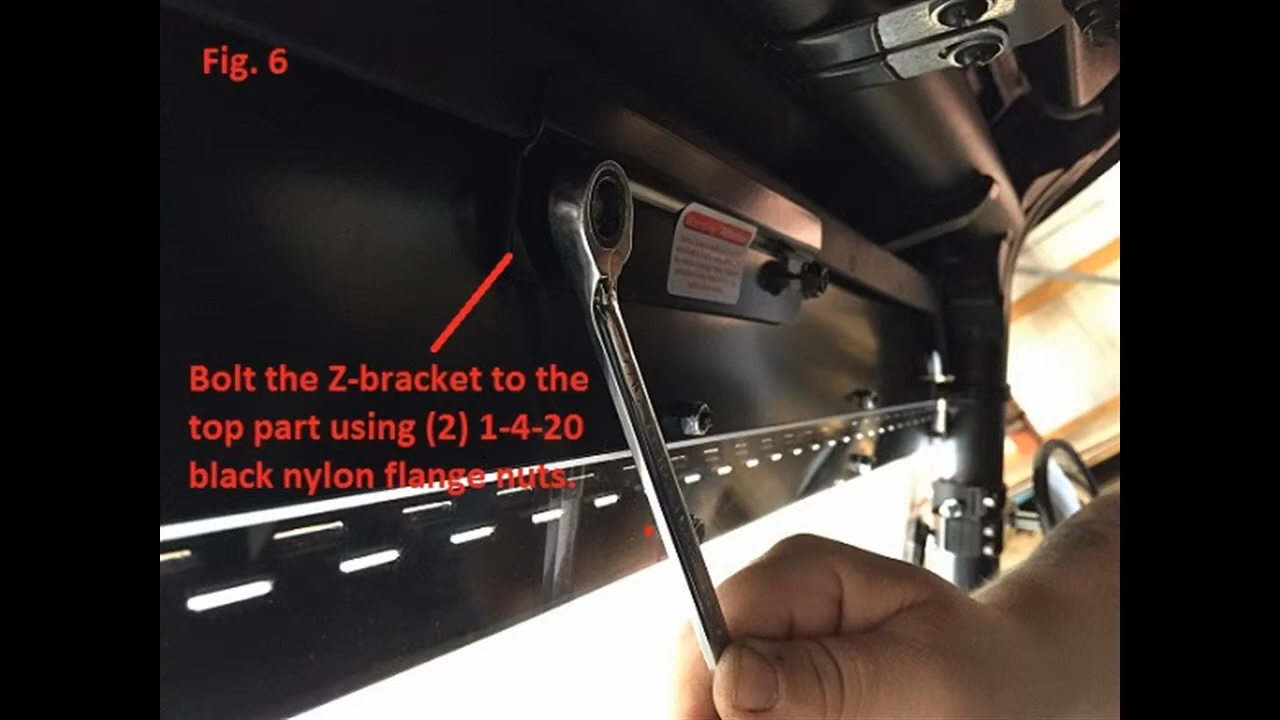 Fig. 6
Bolt the Z-bracket to the
top part using (2) 1-4-20
black nylon flange nuts.